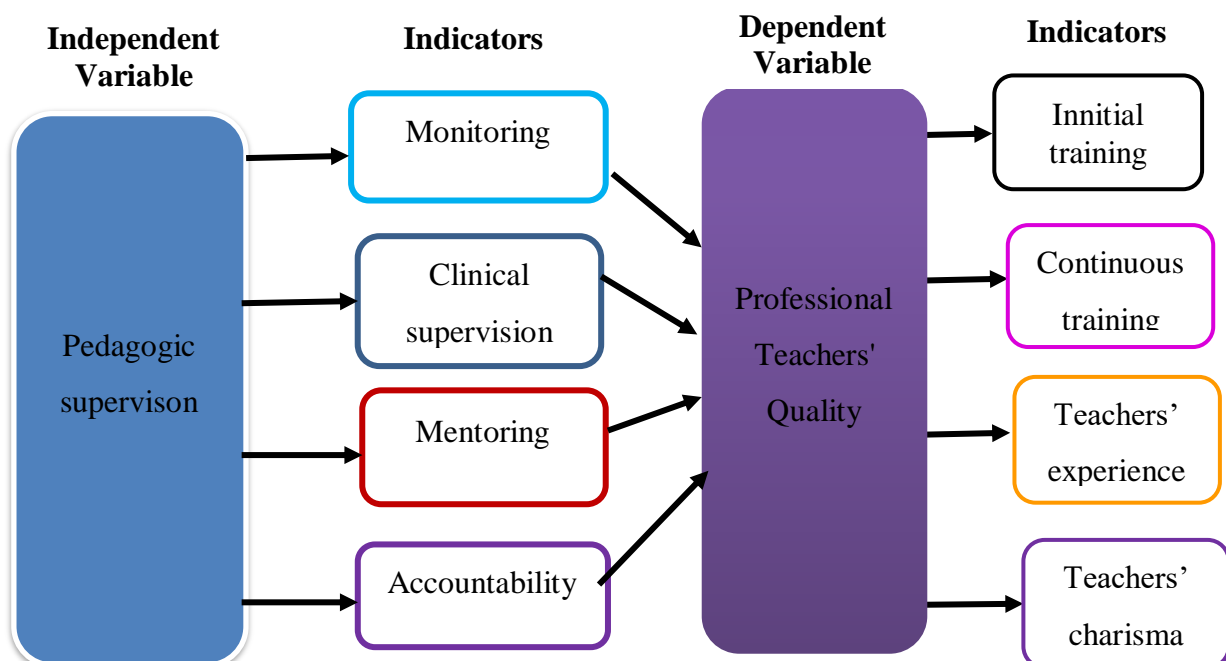 Independent
Variable
Indicators
Dependent
Variable
Indicators
Pedagogic
supervison
Monitoring
Clinical
supervision
Mentoring
Accountability
Professional
Teachers'
Quality
Innitial
training
Continuous
training
Teachers’
experience
Teachers’
charisma